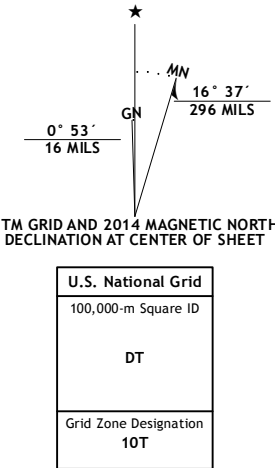 MN
GN
16° 37´
296 MILS
0° 53´
16 MILS
TM GRID AND 2014 MAGNETIC NORTH
DECLINATION AT CENTER OF SHEET
U.S. National Grid
100,000-m Square ID
DT
Grid Zone Designation
10T